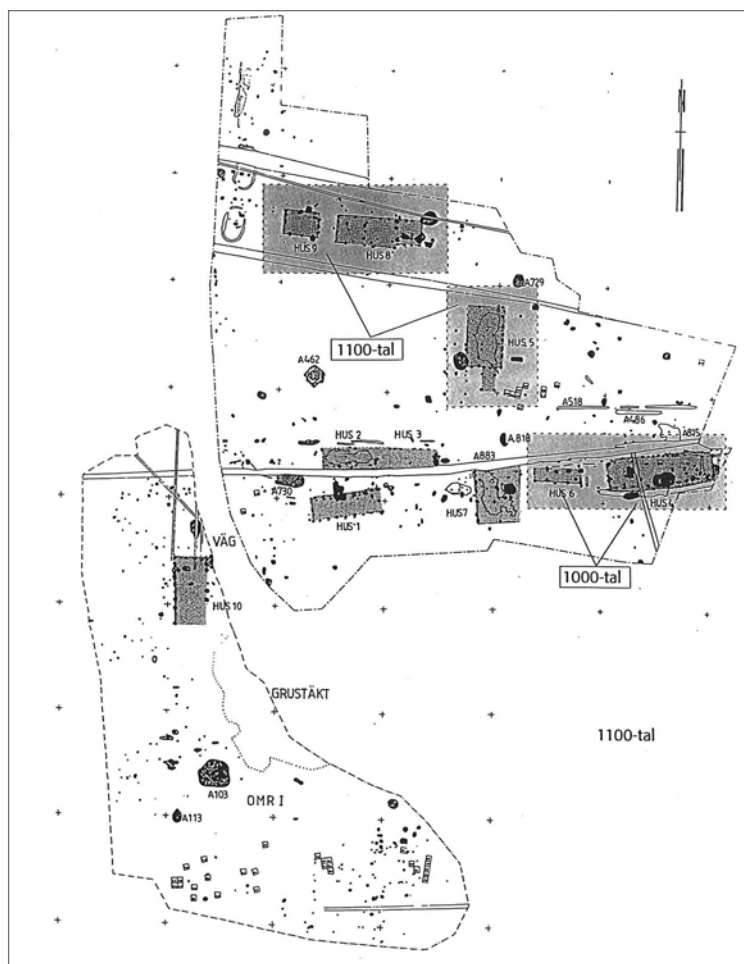 HUS 9
HUS 8
A729
1100-tal
HUS 5
A462
A518
A486
HUS 2
HUS 3
A818
A815
A883
A730
HUS 1
HUS7
HUS 6
1000-tal
VÄG
HUS 10
GRUSTÄKT
1100-tal
A103
OMR I
A113